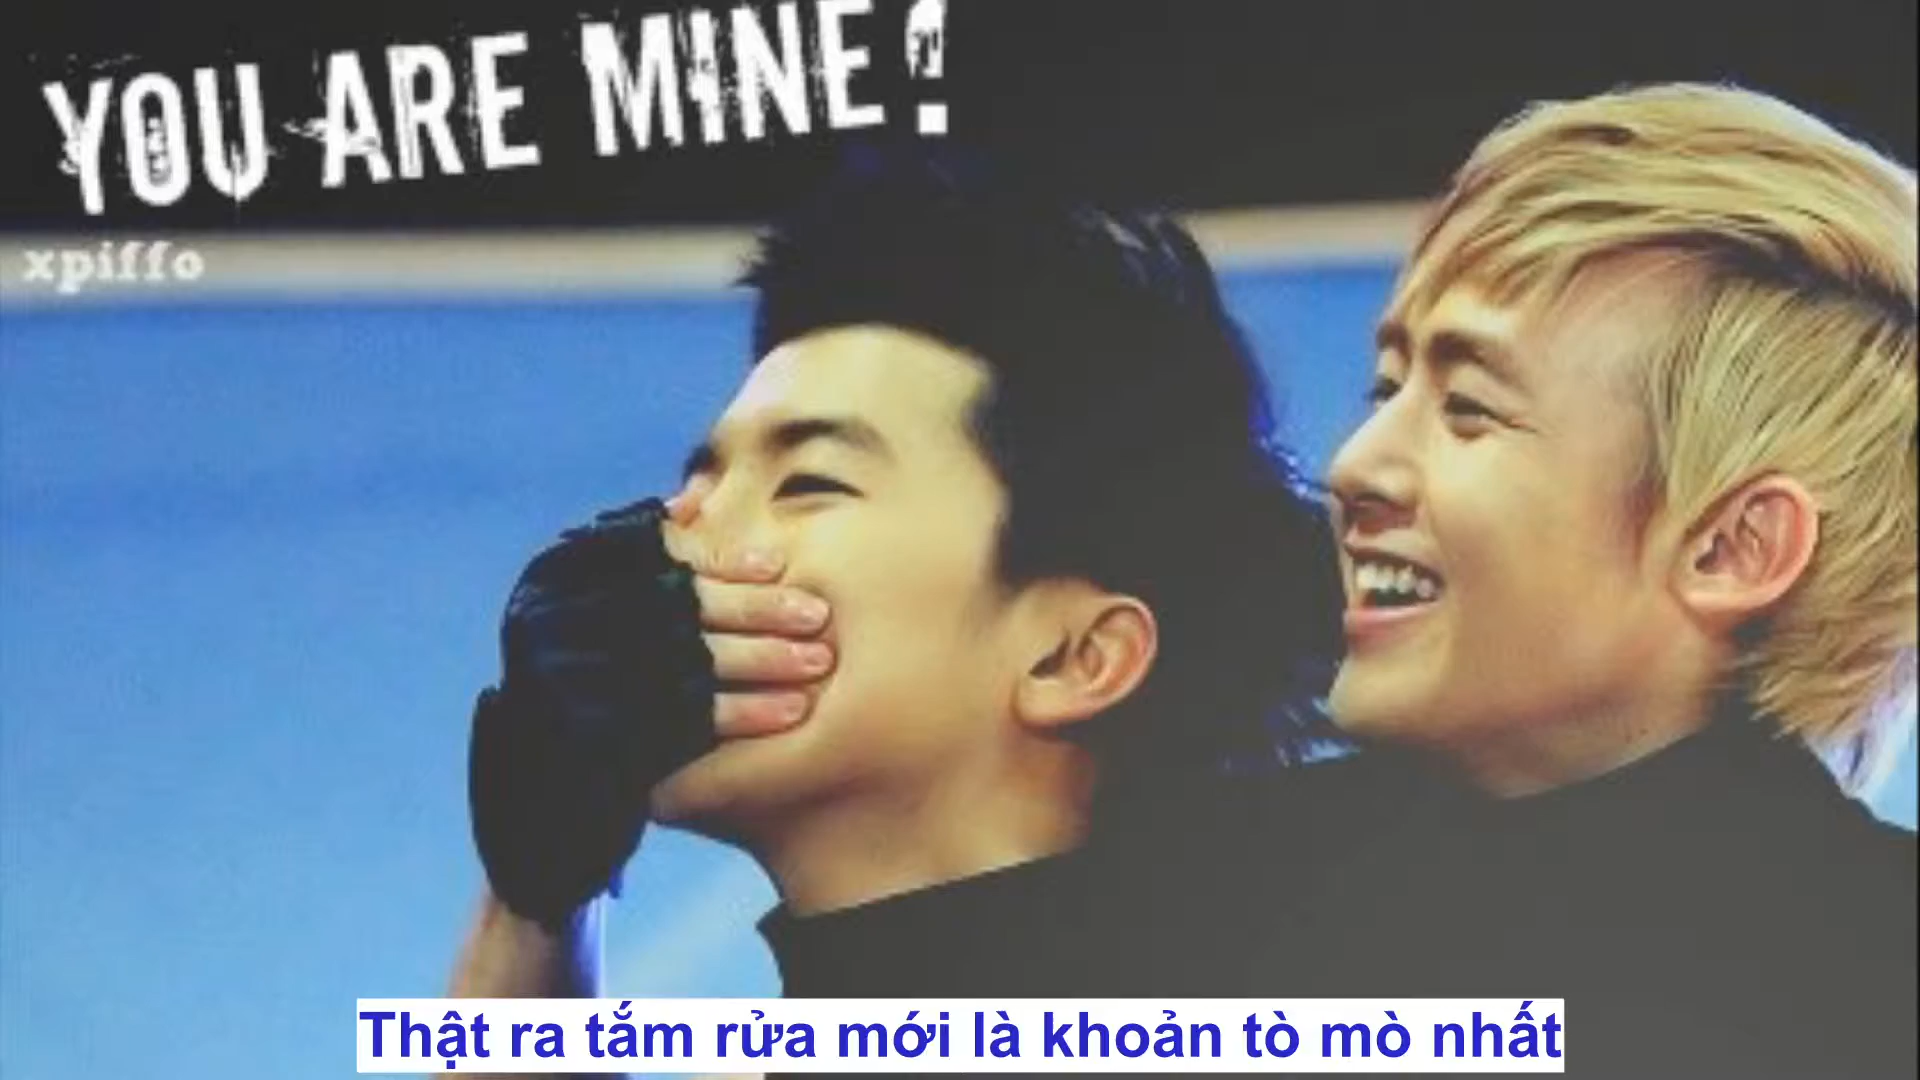 YOU ARE MINE?
xpiffo
Thật ra tắm rửa mới là khoản tò mò nhất